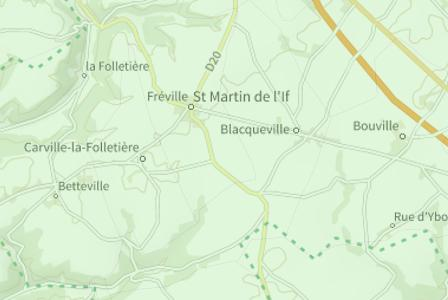 la Folletière
D20
Fréville St Martin de l'If
Blacqueville
Bouville
Carville-la-Folletière
Betteville
Rue d'Ybo